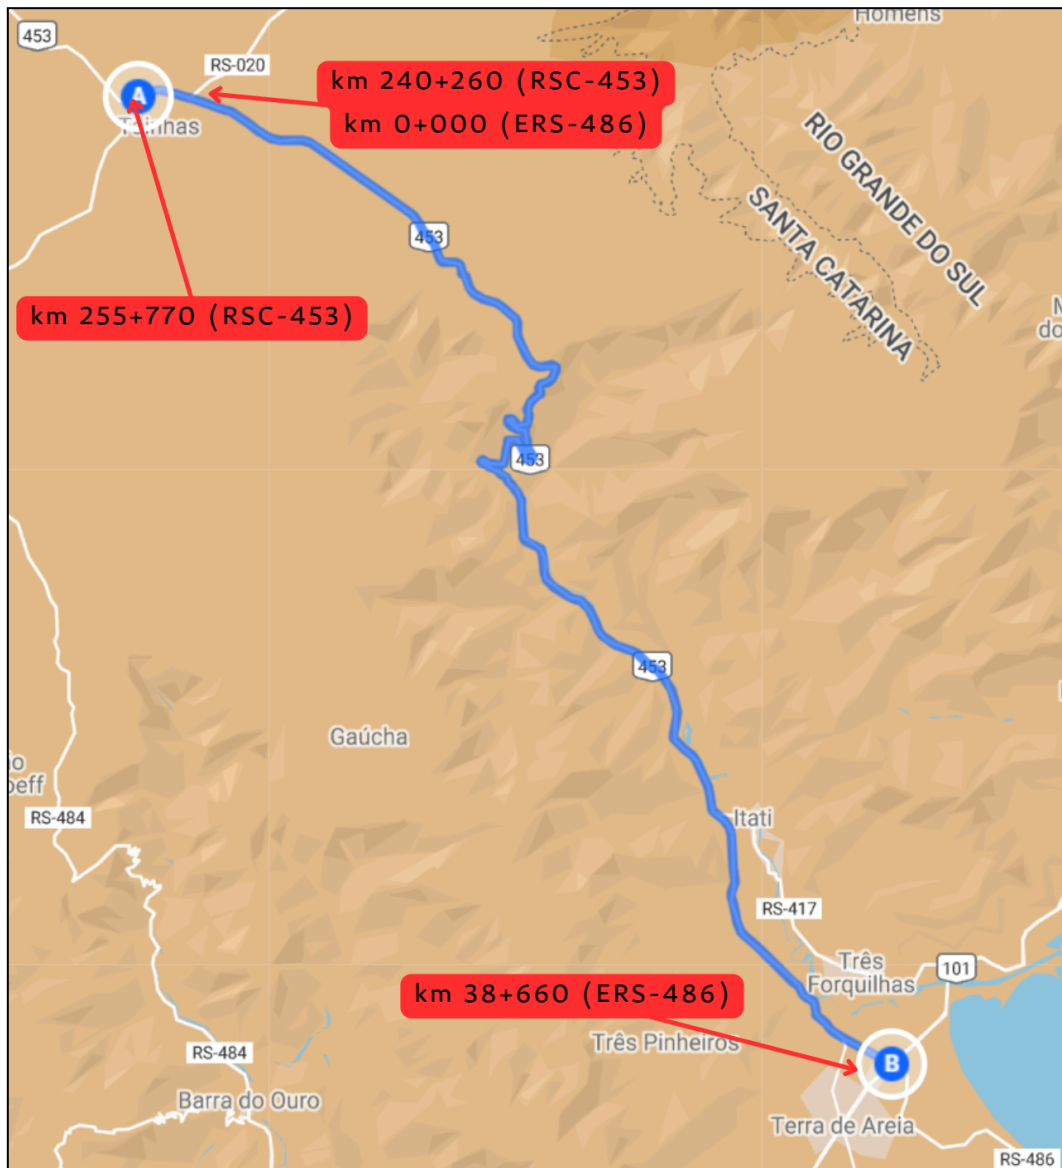 Homens
453
RS-020
km 240+260 (RSC-453)
A
km 0+000 (ERS-486)
Tainhas
RIO GRANDE DO SUL
SANTA CATARINA
453
km 255+770 (RSC-453)
453
453
Gaúcha
RS-484
Itati
RS-417
Três
Forquilhas
101
km 38+660 (ERS-486)
Três Pinheiros
RS-484
B
Barra do Ouro
Terra de Areia
RS-486